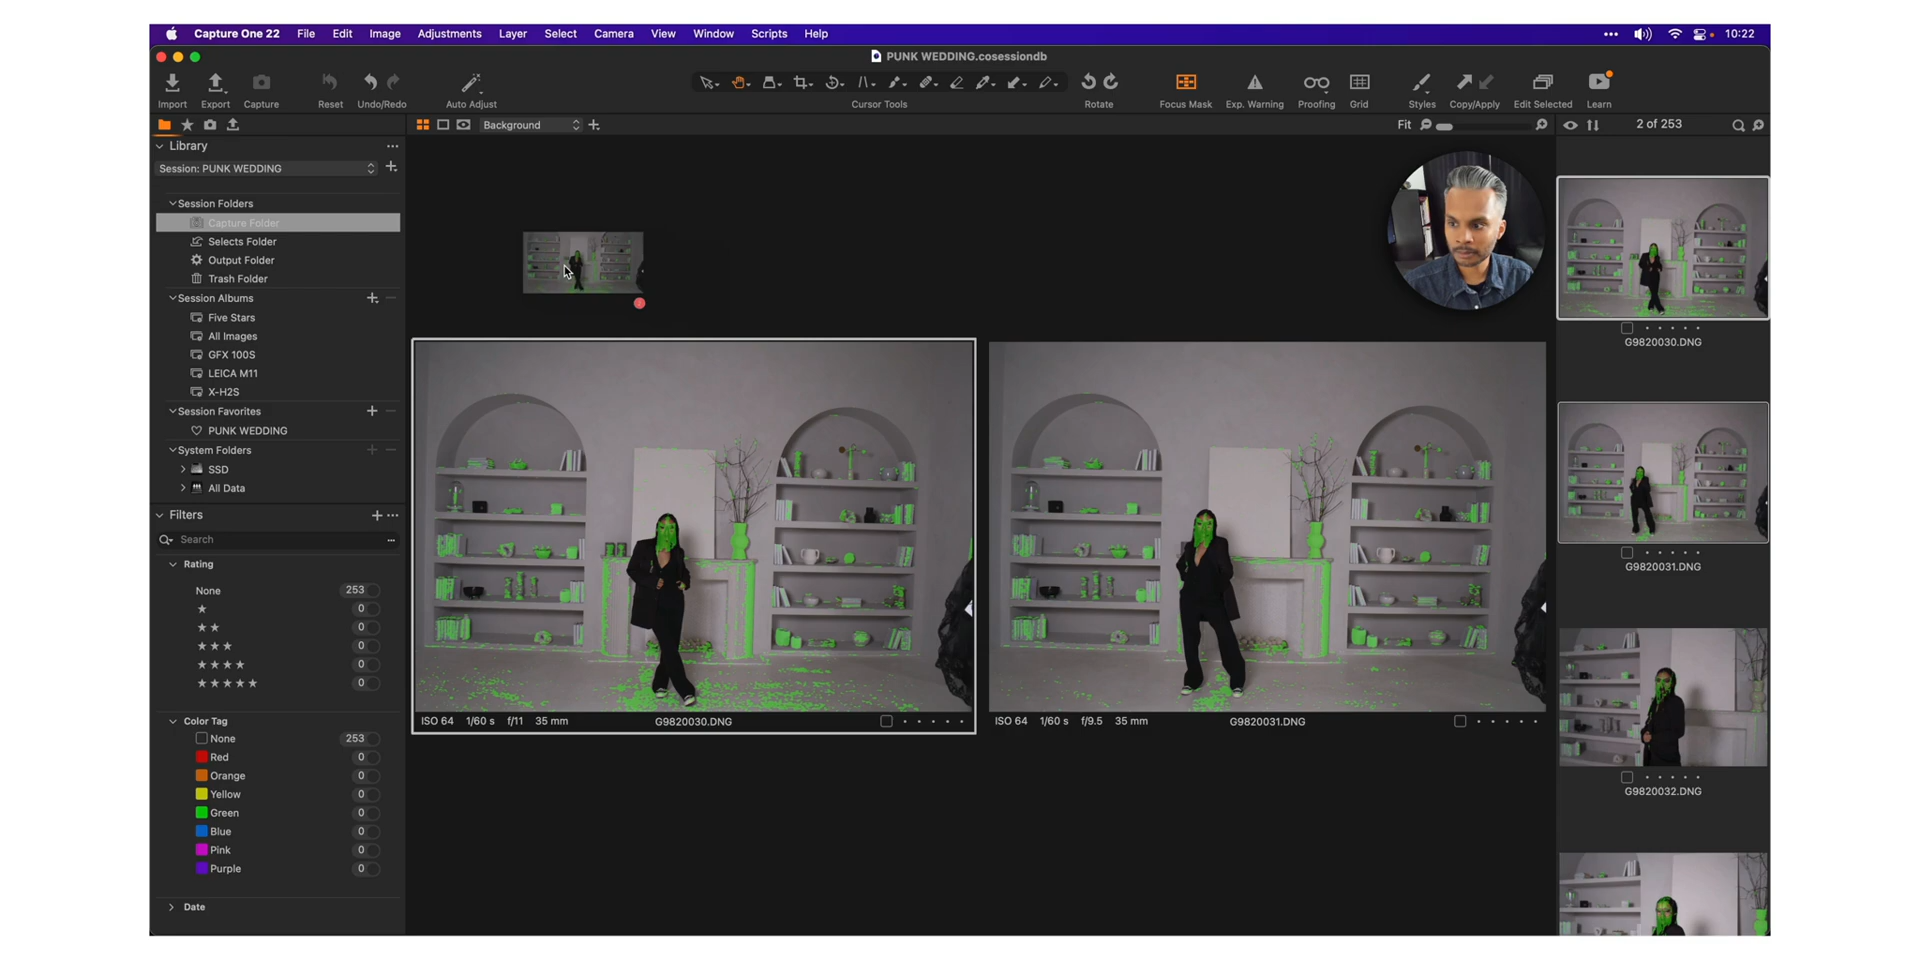 Capture One 22 File Edit Image Adjustments Layer Select Camera View Window Scripts Help 10:22
PUNK WEDDING.cosessiondb
Import Export Capture Reset Undo/Redo Auto Adjust Cursor Tools Rotate Focus Mask Exp. Warning Proofing Grid Styles Copy/Apply Edit Selected Learn
Background Fit 2 of 253
Library
Session: PUNK WEDDING
Session Folders
Capture Folder
Selects Folder
Output Folder
Trash Folder
Session Albums
Five Stars
All Images
GFX 100S
LEICA M11
X-H2S
Session Favorites
PUNK WEDDING
System Folders
SSD
All Data
Filters
Search
Rating
None 253
0
0
0
0
0
Color Tag
None 253
Red 0
Orange 0
Yellow 0
Green 0
Blue 0
Pink 0
Purple 0
Date
ISO 64 1/60 s f/11 35 mm G9820030.DNG
ISO 64 1/60 s f/9.5 35 mm G9820031.DNG
G9820030.DNG
G9820031.DNG
G9820032.DNG